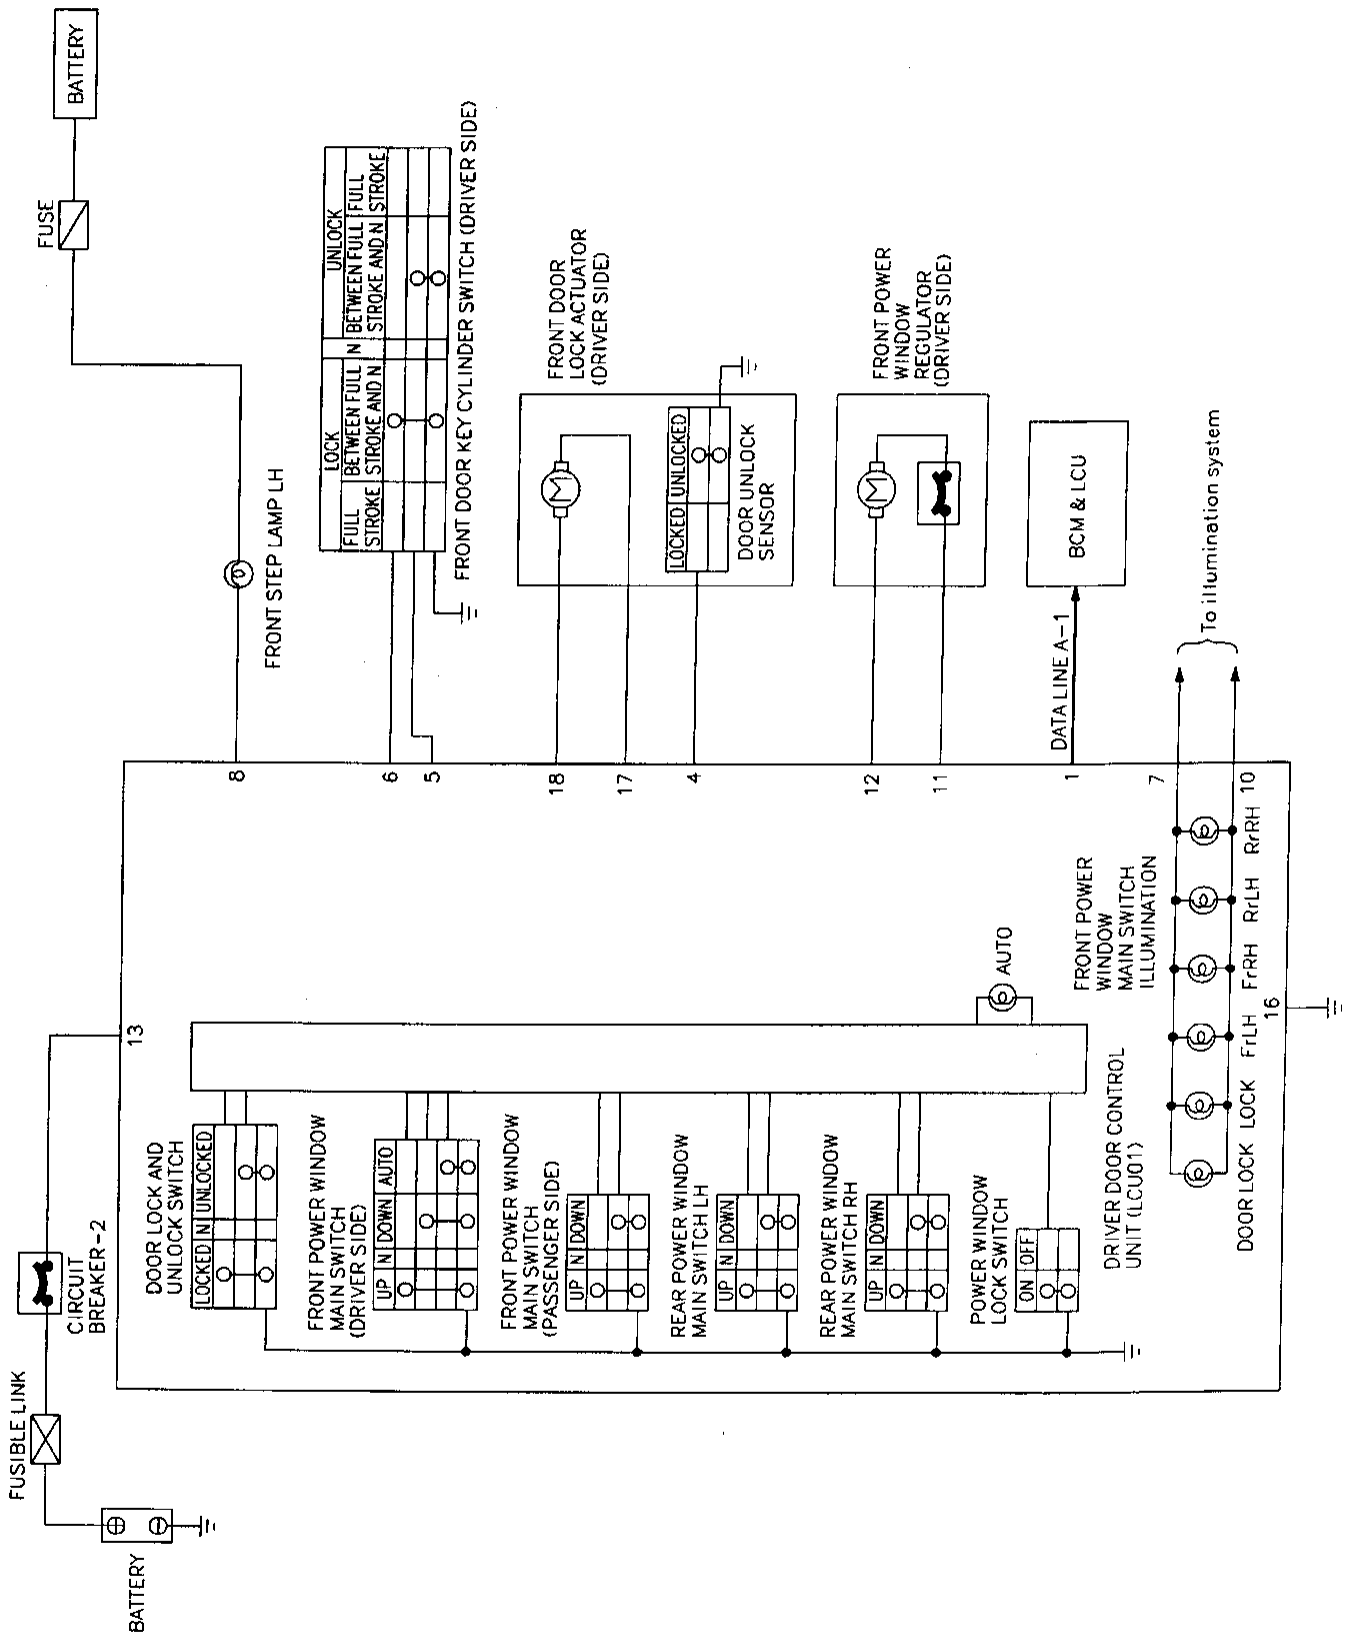 BATTERY
FUSIBLE LINK
CIRCUIT
BREAKER-2
13
DOOR LOCK AND
UNLOCK SWITCH
LOCKED N UNLOCKED
FRONT POWER WINDOW
MAIN SWITCH
(DRIVER SIDE)
UP N DOWN AUTO
FRONT POWER WINDOW
MAIN SWITCH
(PASSENGER SIDE)
UP N DOWN
REAR POWER WINDOW
MAIN SWITCH LH
UP N DOWN
REAR POWER WINDOW
MAIN SWITCH RH
UP N DOWN
POWER WINDOW
LOCK SWITCH
ON OFF
AUTO
DRIVER DOOR CONTROL
UNIT (LCU01)
FRONT POWER
WINDOW
MAIN SWITCH
ILLUMINATION
DOOR LOCK LOCK FrLH FrRH RrLH RrRH
16
8
6
5
18
17
4
12
11
1
7
10
BATTERY
FUSE
FRONT STEP LAMP LH
LOCK
N
UNLOCK
FULL
STROKE
BETWEEN FULL
STROKE AND N
BETWEEN FULL
STROKE AND N
FULL
STROKE
FRONT DOOR KEY CYLINDER SWITCH (DRIVER SIDE)
M
FRONT DOOR
LOCK ACTUATOR
(DRIVER SIDE)
LOCKED UNLOCKED
DOOR UNLOCK
SENSOR
M
FRONT POWER
WINDOW
REGULATOR
(DRIVER SIDE)
DATA LINE A-1
BCM & LCU
To illumination system